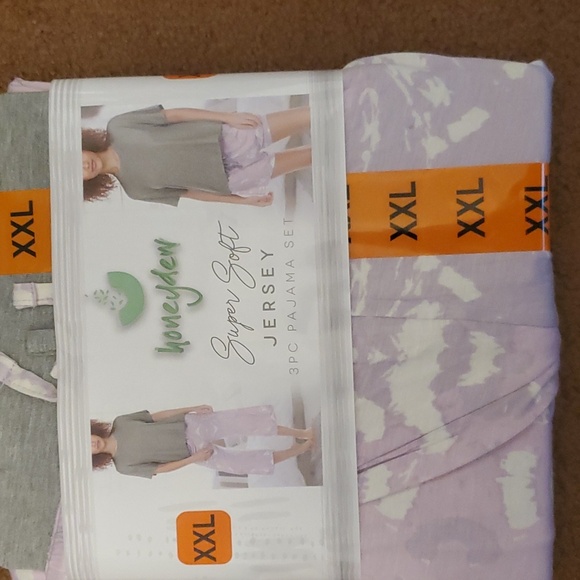 honeydew
Super Soft
JERSEY
3PC PAJAMA SET
XXL
XXL
XXL
XXL
XXL